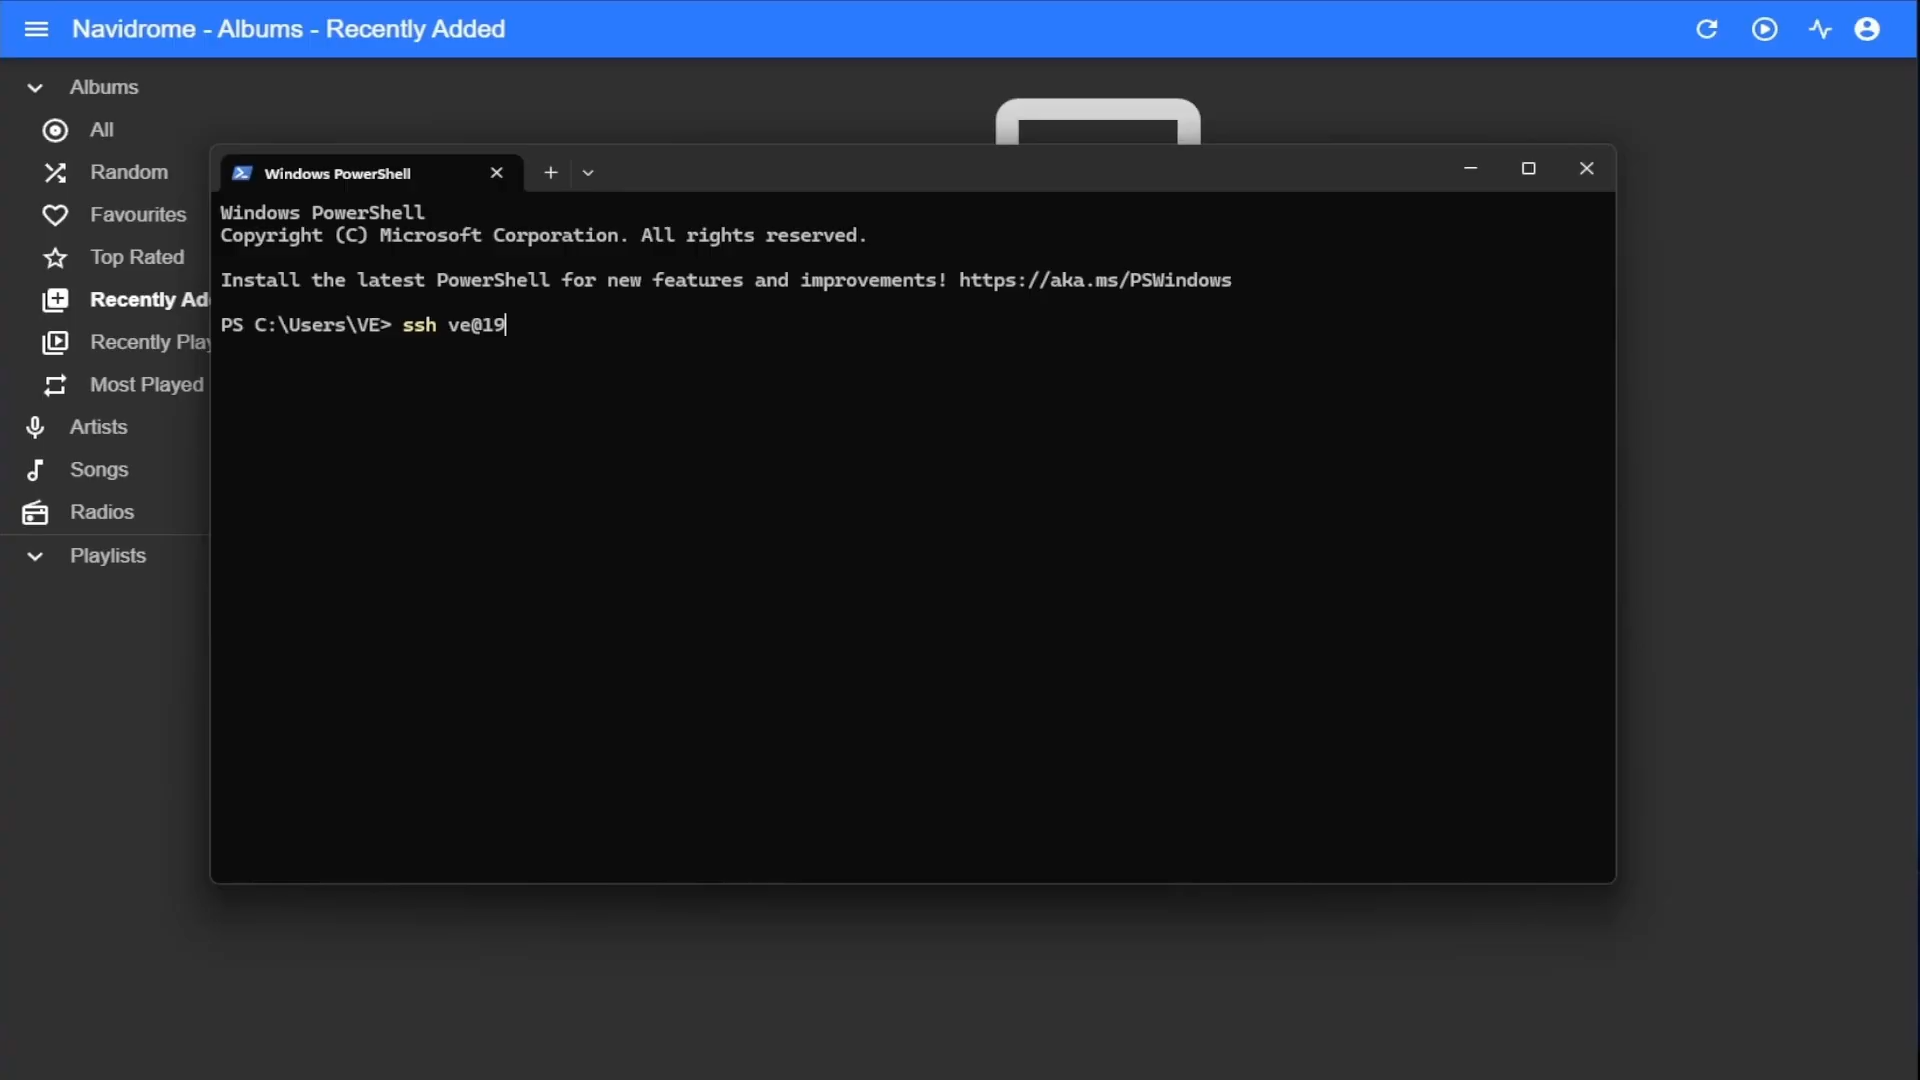 Navidrome - Albums - Recently Added
Albums
All
Random
Favourites
Top Rated
Recently Ad
Recently Play
Most Played
Artists
Songs
Radios
Playlists
Windows PowerShell
Windows PowerShell
Copyright (C) Microsoft Corporation. All rights reserved.
Install the latest PowerShell for new features and improvements! https://aka.ms/PSWindows
PS C:\Users\VE> ssh ve@19